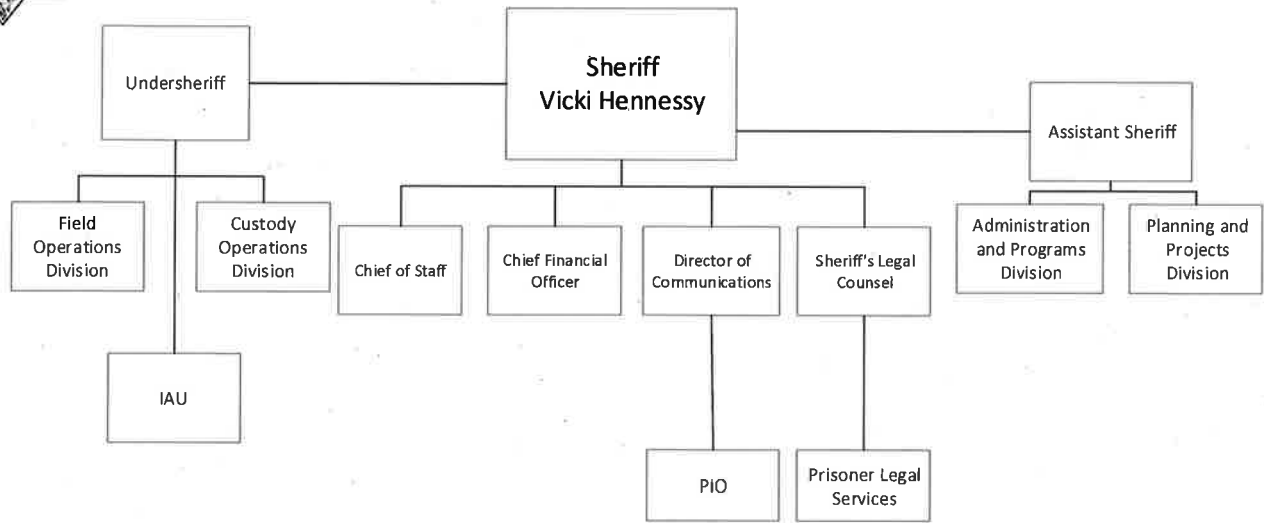 Sheriff
Vicki Hennessy
Undersheriff
Assistant Sheriff
Field
Operations
Division
Custody
Operations
Division
Chief of Staff
Chief Financial
Officer
Director of
Communications
Sheriff's Legal
Counsel
Administration
and Programs
Division
Planning and
Projects
Division
IAU
PIO
Prisoner Legal
Services